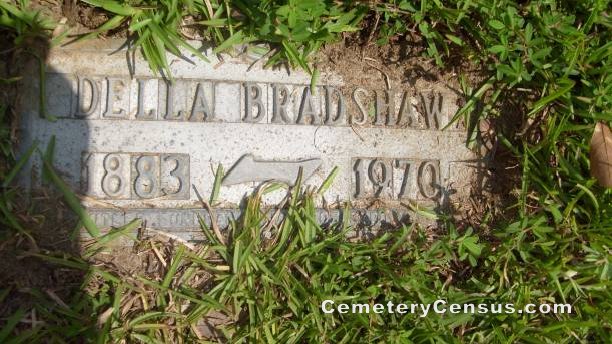 DELLA BRADSHAW
1883 1970
CemeteryCensus.com